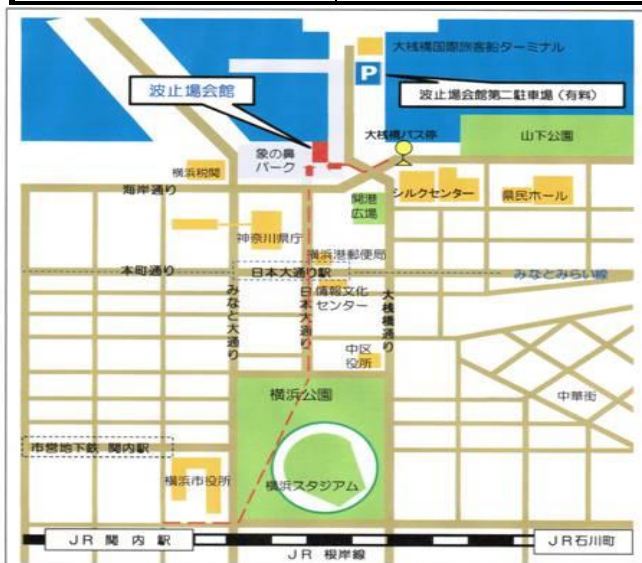 大桟橋国際旅客船ターミナル
P
波止場会館
波止場会館第二駐車場（有料）
大桟橋バス停
山下公園
象の鼻
パーク
横浜税関
海岸通り
シルクセンター
県民ホール
開港
広場
神奈川県庁
横浜港郵便局
本町通り
日本大通り駅
みなとみらい線
みなと大通り
日本大通り
情報文化
センター
大桟橋通り
中区
役所
横浜公園
中華街
市営地下鉄 関内駅
横浜市役所
横浜スタジアム
JR 関内駅
JR石川町
JR 根岸線